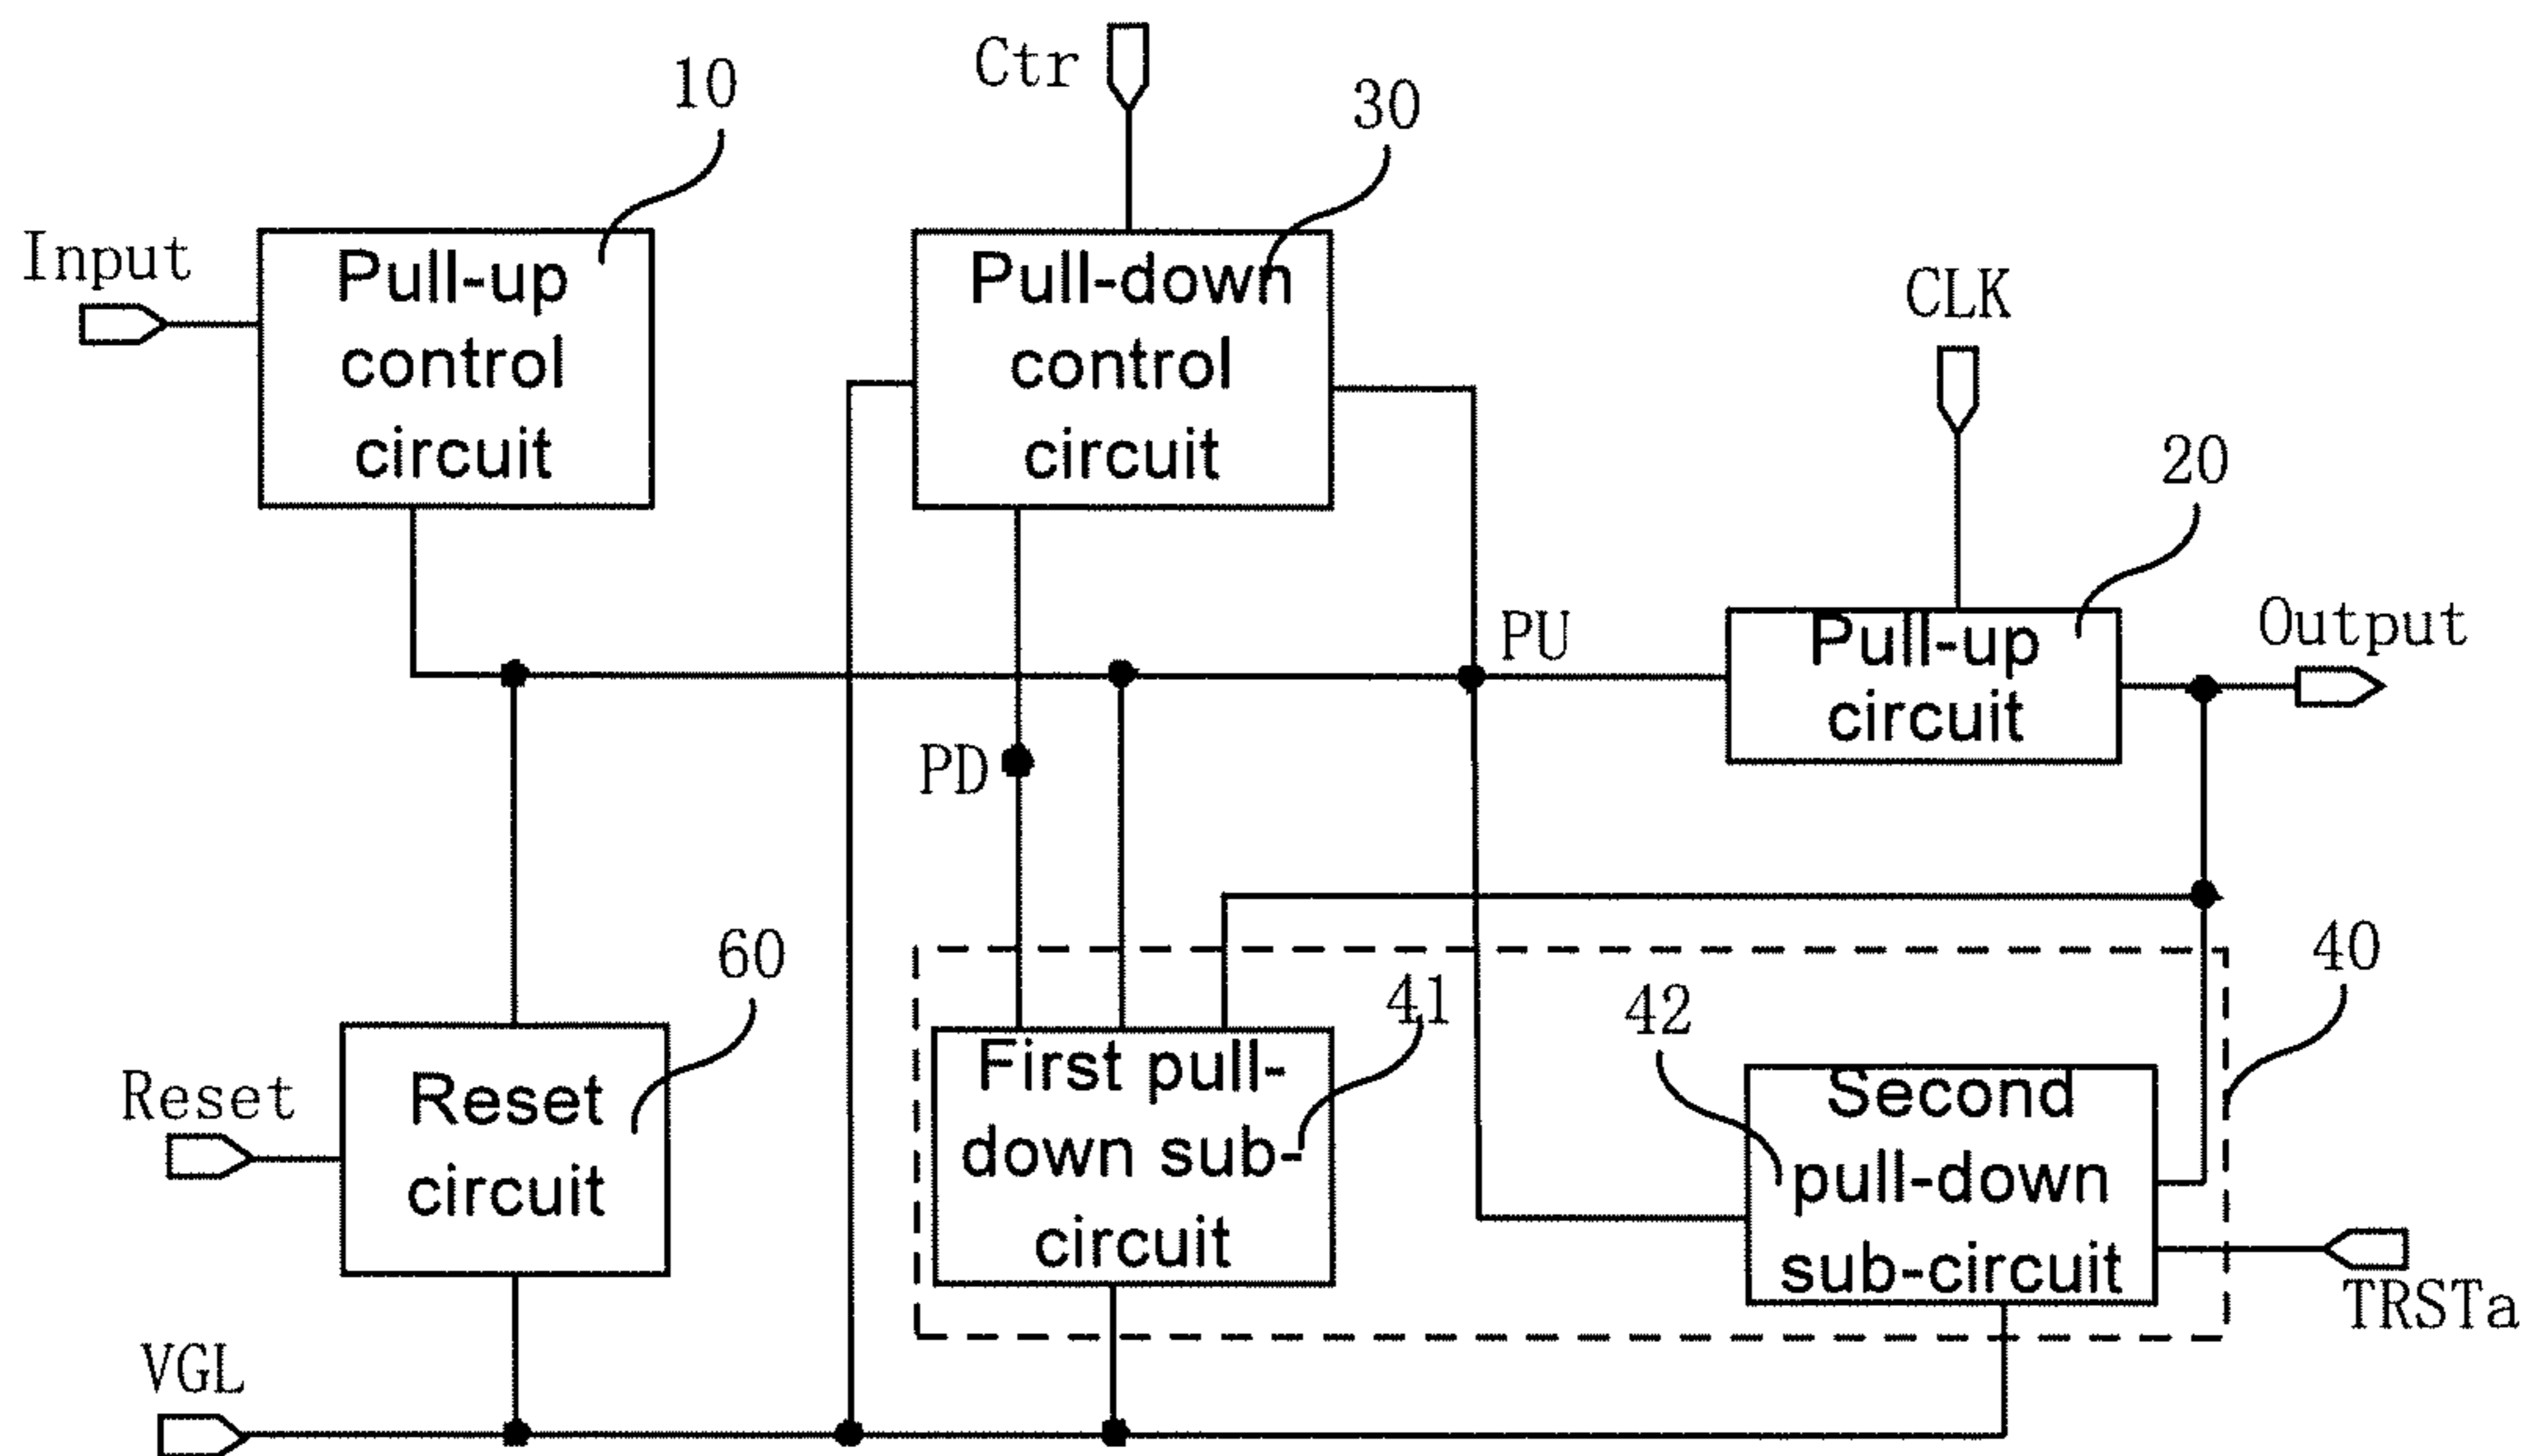 10
Ctr
30
Input
Pull-up
control
circuit
Pull-down
control
circuit
CLK
20
PU
Pull-up
circuit
Output
PD
60
41
42
40
Reset
Reset
circuit
First pull-
down sub-
circuit
Second
pull-down
sub-circuit
TRSTa
VGL